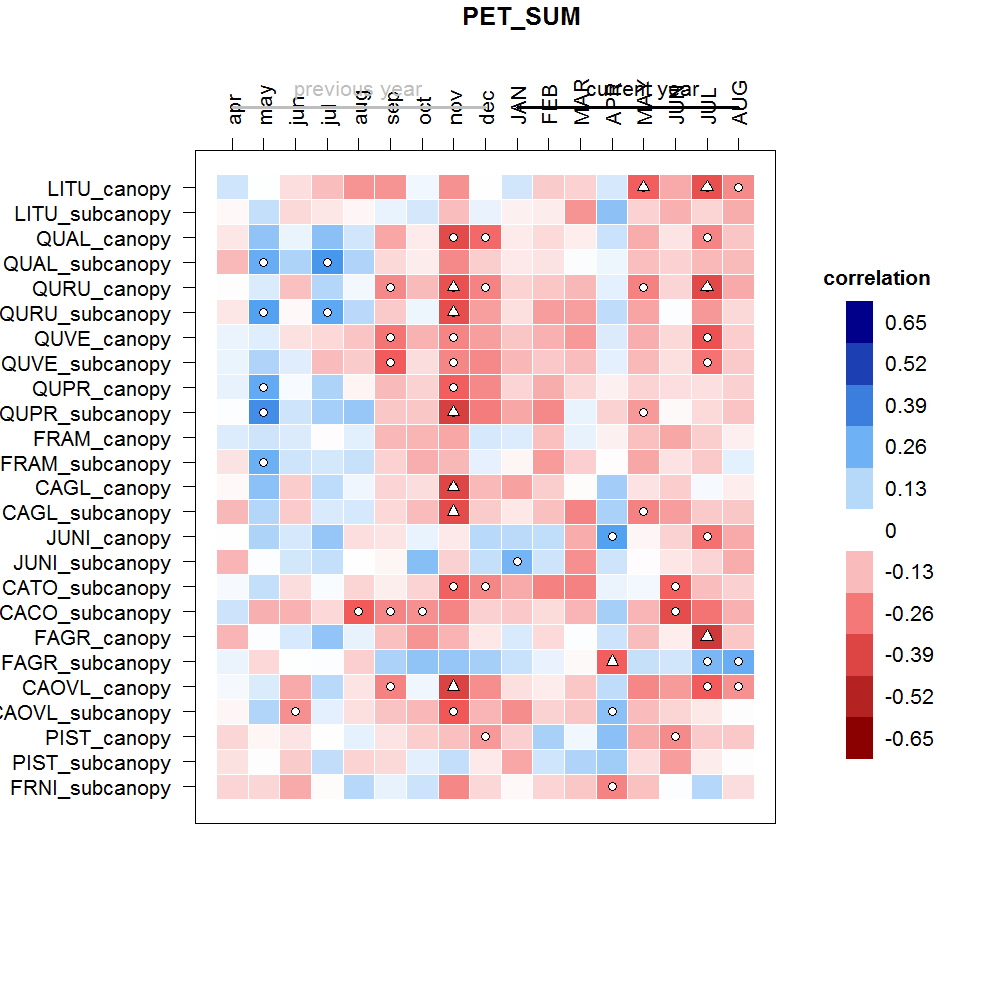 PET_SUM
previous year current year
apr may jun jul aug sep oct nov dec JAN FEB MAR APR MAY JUN JUL AUG
LITU_canopy
LITU_subcanopy
QUAL_canopy
QUAL_subcanopy
QURU_canopy
QURU_subcanopy
QUVE_canopy
QUVE_subcanopy
QUPR_canopy
QUPR_subcanopy
FRAM_canopy
FRAM_subcanopy
CAGL_canopy
CAGL_subcanopy
JUNI_canopy
JUNI_subcanopy
CATO_subcanopy
CACO_subcanopy
FAGR_canopy
FAGR_subcanopy
CAOVL_canopy
CAOVL_subcanopy
PIST_canopy
PIST_subcanopy
FRNI_subcanopy
correlation
0.65
0.52
0.39
0.26
0.13
0
-0.13
-0.26
-0.39
-0.52
-0.65